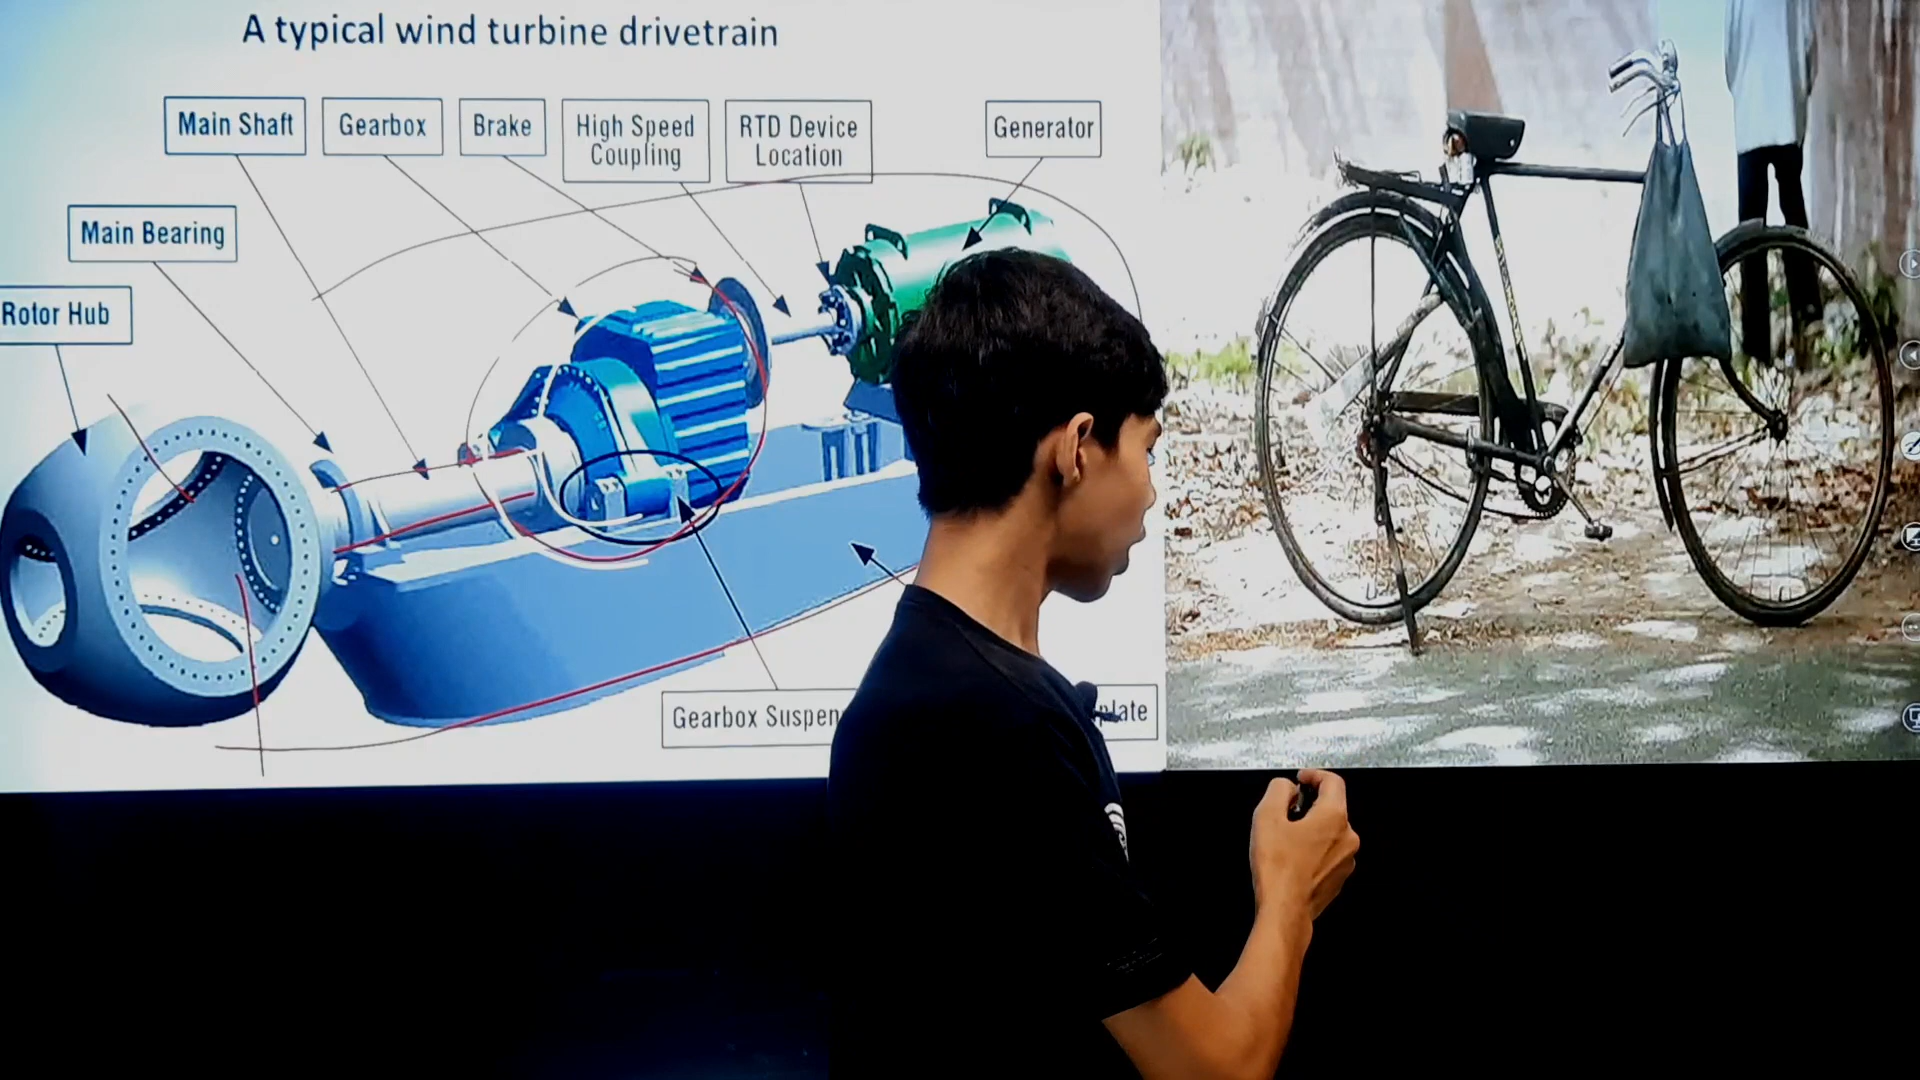 A typical wind turbine drivetrain
Main Shaft
Gearbox
Brake
High Speed
Coupling
RTD Device
Location
Generator
Main Bearing
Rotor Hub
Gearbox Suspen
plate